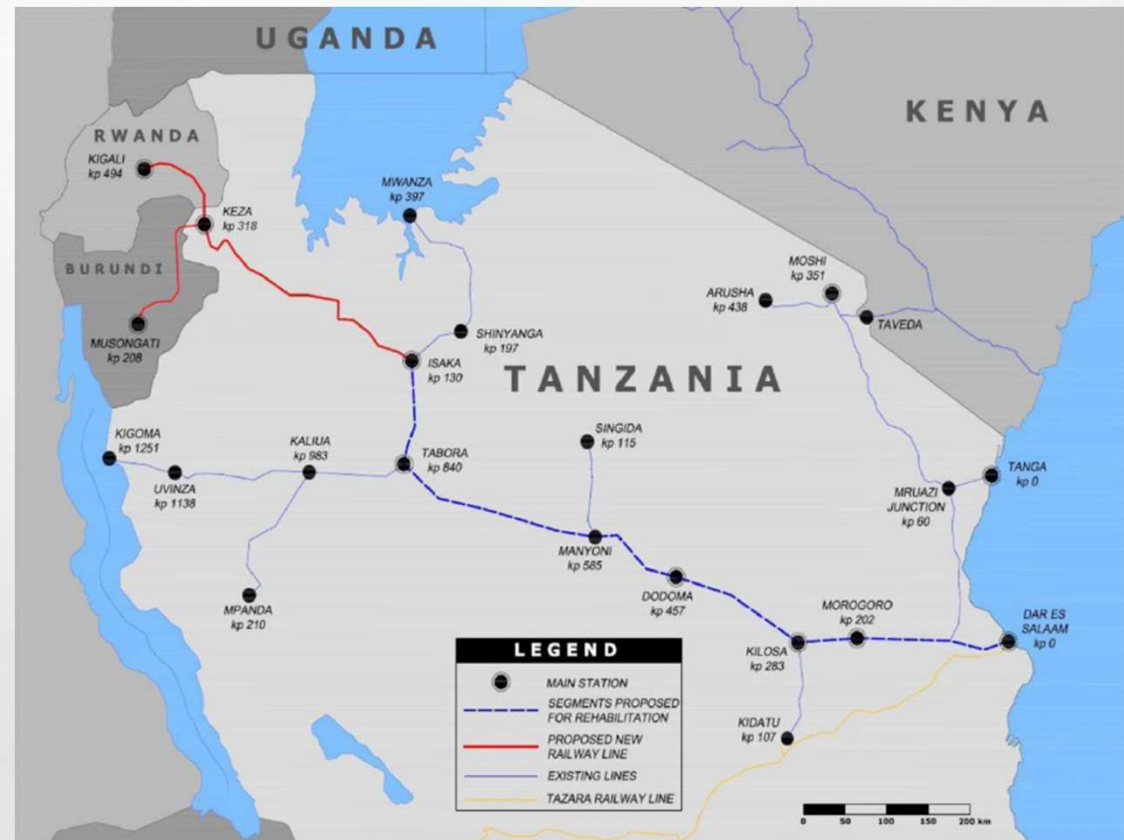 UGANDA
KENYA
RWANDA
KIGALI
kp 494
MWANZA
kp 397
KEZA
kp 318
BURUNDI
MOSHI
kp 351
ARUSHA
kp 438
TAVEDA
MUSONGATI
kp 208
SHINYANGA
kp 197
ISAKA
kp 130
TANZANIA
KIGOMA
kp 1251
KALIUA
kp 983
TABORA
kp 840
SINGIDA
kp 115
UVINZA
kp 1138
TANGA
kp 0
MRUAZI
JUNCTION
kp 60
MANYONI
kp 585
DODOMA
kp 457
MPANDA
kp 210
MOROGORO
kp 202
DAR ES
SALAAM
kp 0
KILOSA
kp 283
KIDATU
kp 107
LEGEND
MAIN STATION
SEGMENTS PROPOSED
FOR REHABILITATION
PROPOSED NEW
RAILWAY LINE
EXISTING LINES
TAZARA RAILWAY LINE
0 50 100 150 200 km